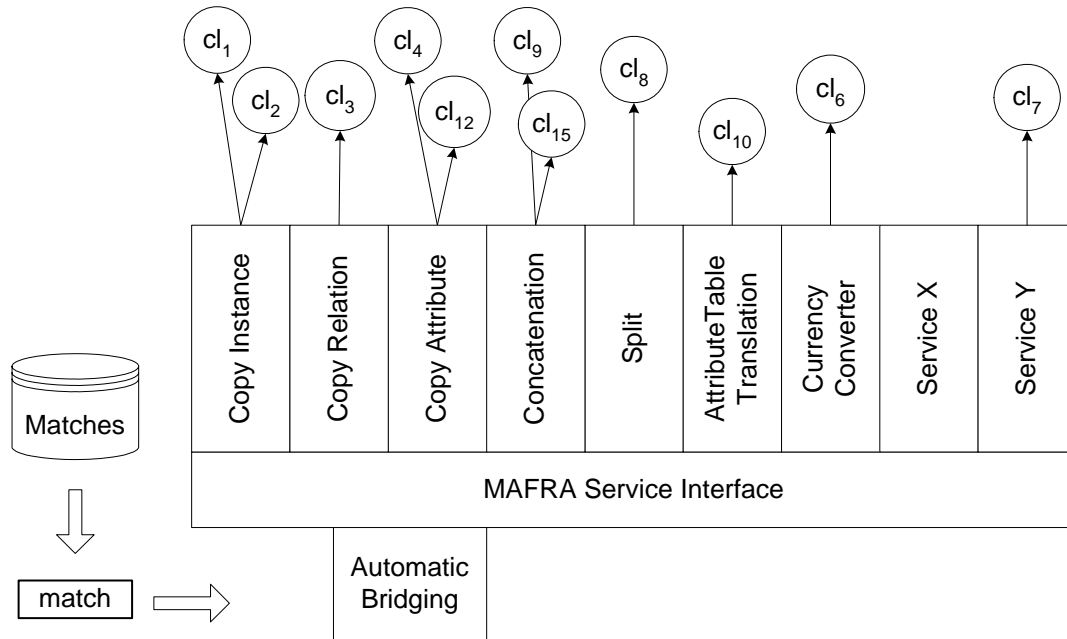 cl1
cl4
cl9
cl8
cl6
cl2
cl3
cl12
cl15
cl10
cl7
Copy Instance
Copy Relation
Copy Attribute
Concatenation
Split
AttributeTable
Translation
Currency
Converter
Service X
Service Y
Matches
MAFRA Service Interface
match
Automatic
Bridging